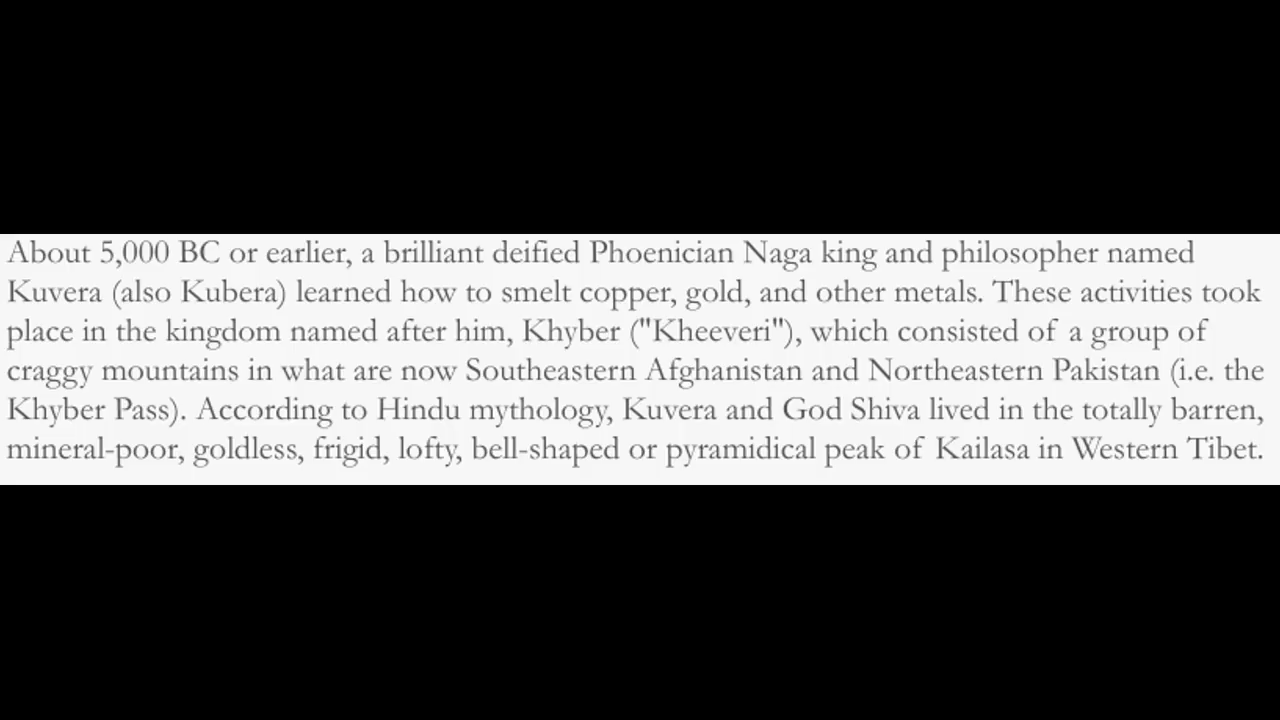 About 5,000 BC or earlier, a brilliant deified Phoenician Naga king and philosopher named
Kuvera (also Kubera) learned how to smelt copper, gold, and other metals. These activities took
place in the kingdom named after him, Khyber ("Kheeveri"), which consisted of a group of
craggy mountains in what are now Southeastern Afghanistan and Northeastern Pakistan (i.e. the
Khyber Pass). According to Hindu mythology, Kuvera and God Shiva lived in the totally barren,
mineral-poor, goldless, frigid, lofty, bell-shaped or pyramidical peak of Kailasa in Western Tibet.